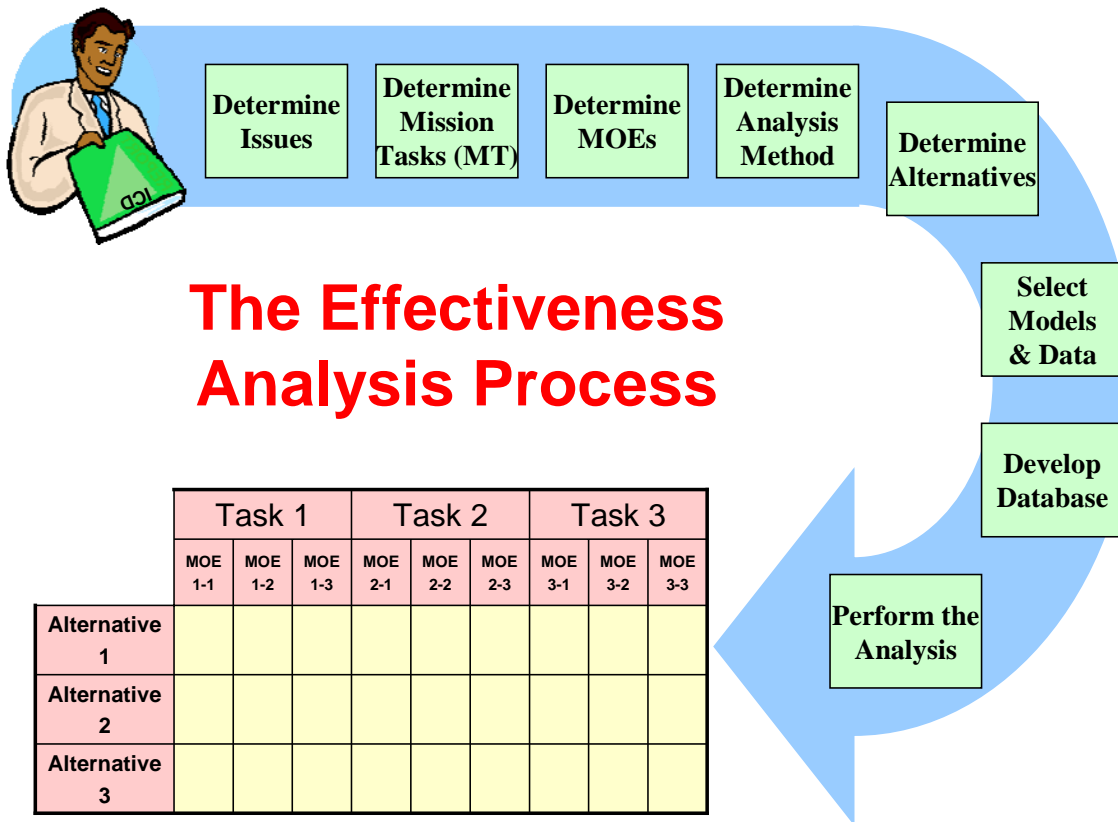 ICD
Determine
Issues
Determine
Mission
Tasks (MT)
Determine
MOEs
Determine
Analysis
Method
Determine
Alternatives
Select
Models
& Data
Develop
Database
Perform the
Analysis
The Effectiveness
Analysis Process
Task 1 Task 2 Task 3
MOE MOE MOE MOE MOE MOE MOE MOE MOE
1-1 1-2 1-3 2-1 2-2 2-3 3-1 3-2 3-3
Alternative
1
Alternative
2
Alternative
3